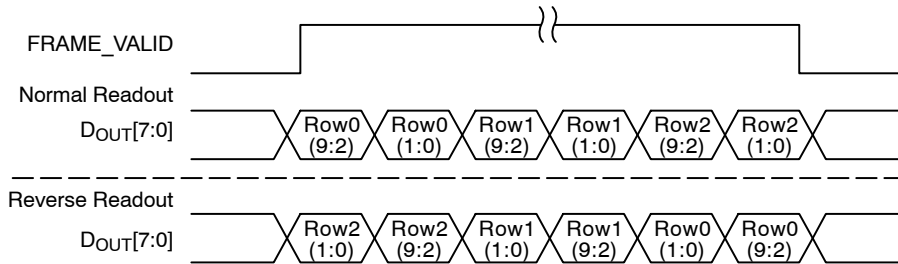 FRAME_VALID
Normal Readout
DOUT[7:0]
Row0 Row0 Row1 Row1 Row2 Row2
(9:2) (1:0) (9:2) (1:0) (9:2) (1:0)
Reverse Readout
DOUT[7:0]
Row2 Row2 Row1 Row1 Row0 Row0
(1:0) (9:2) (1:0) (9:2) (1:0) (9:2)